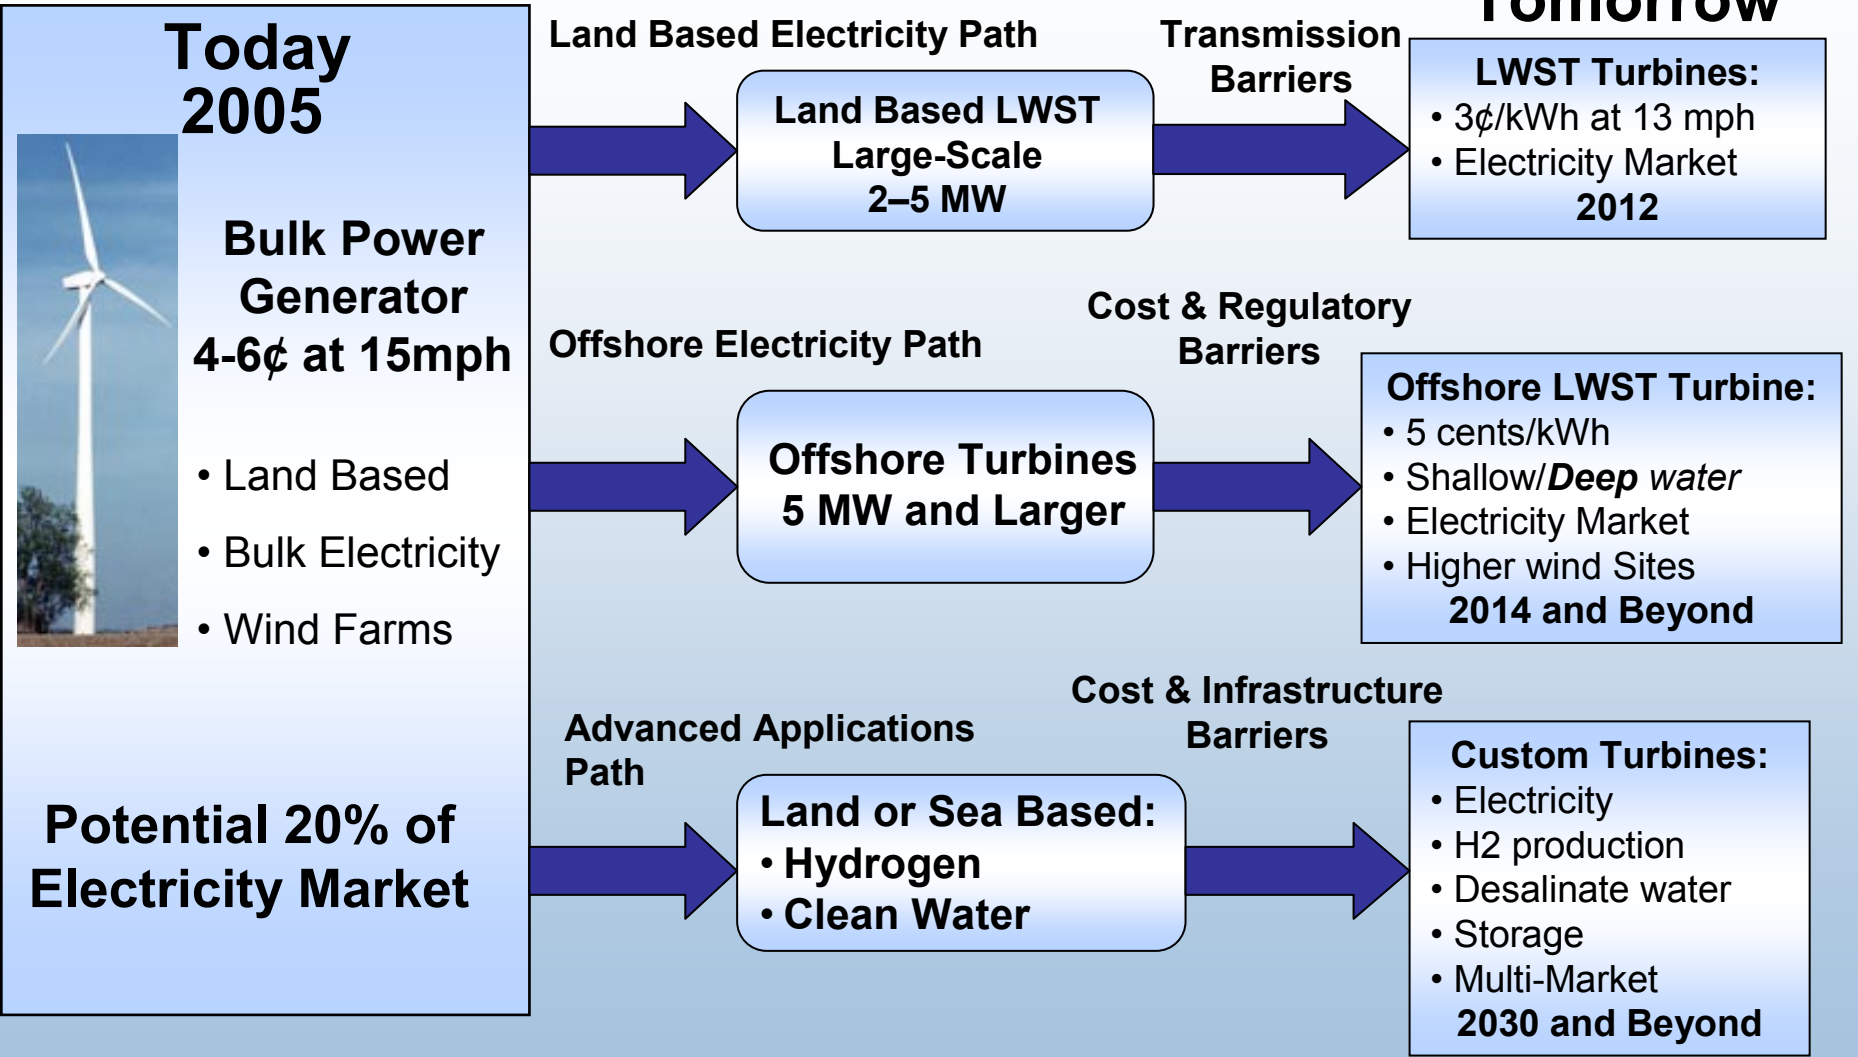 Tomorrow
Today
2005
Bulk Power
Generator
4-6¢ at 15mph
• Land Based
• Bulk Electricity
• Wind Farms
Potential 20% of
Electricity Market
Land Based Electricity Path
Land Based LWST
Large-Scale
2–5 MW
Transmission
Barriers
LWST Turbines:
• 3¢/kWh at 13 mph
• Electricity Market
2012
Offshore Electricity Path
Offshore Turbines
5 MW and Larger
Cost & Regulatory
Barriers
Offshore LWST Turbine:
• 5 cents/kWh
• Shallow/Deep water
• Electricity Market
• Higher wind Sites
2014 and Beyond
Advanced Applications
Path
Land or Sea Based:
• Hydrogen
• Clean Water
Cost & Infrastructure
Barriers
Custom Turbines:
• Electricity
• H2 production
• Desalinate water
• Storage
• Multi-Market
2030 and Beyond